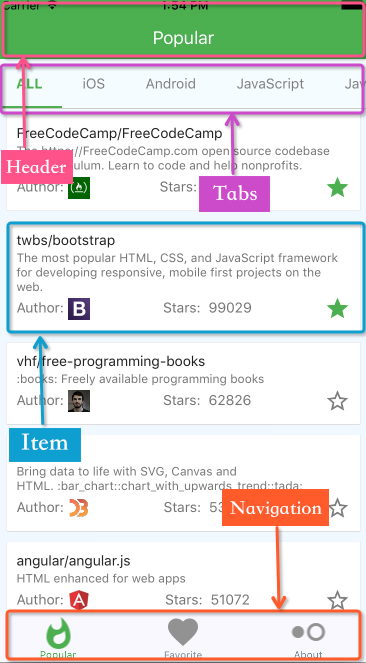 Carrier 1:54 PM
Popular
ALL iOS Android JavaScript Jav
FreeCodeCamp/FreeCodeCamp
The https://FreeCodeCamp.com open source codebase
Header
Learn to code and help nonprofits.
Author: Stars:
Tabs
twbs/bootstrap
The most popular HTML, CSS, and JavaScript framework
for developing responsive, mobile first projects on the
web.
Author: B Stars: 99029
vhf/free-programming-books
:books: Freely available programming books
Author: Stars: 62826
Item
Bring data to life with SVG, Canvas and
HTML. :bar_chart::chart_with_upwards_trend::tada:
Author: Stars:
Navigation
angular/angular.js
HTML enhanced for web apps
Author: Stars: 51072
Popular Favorite About